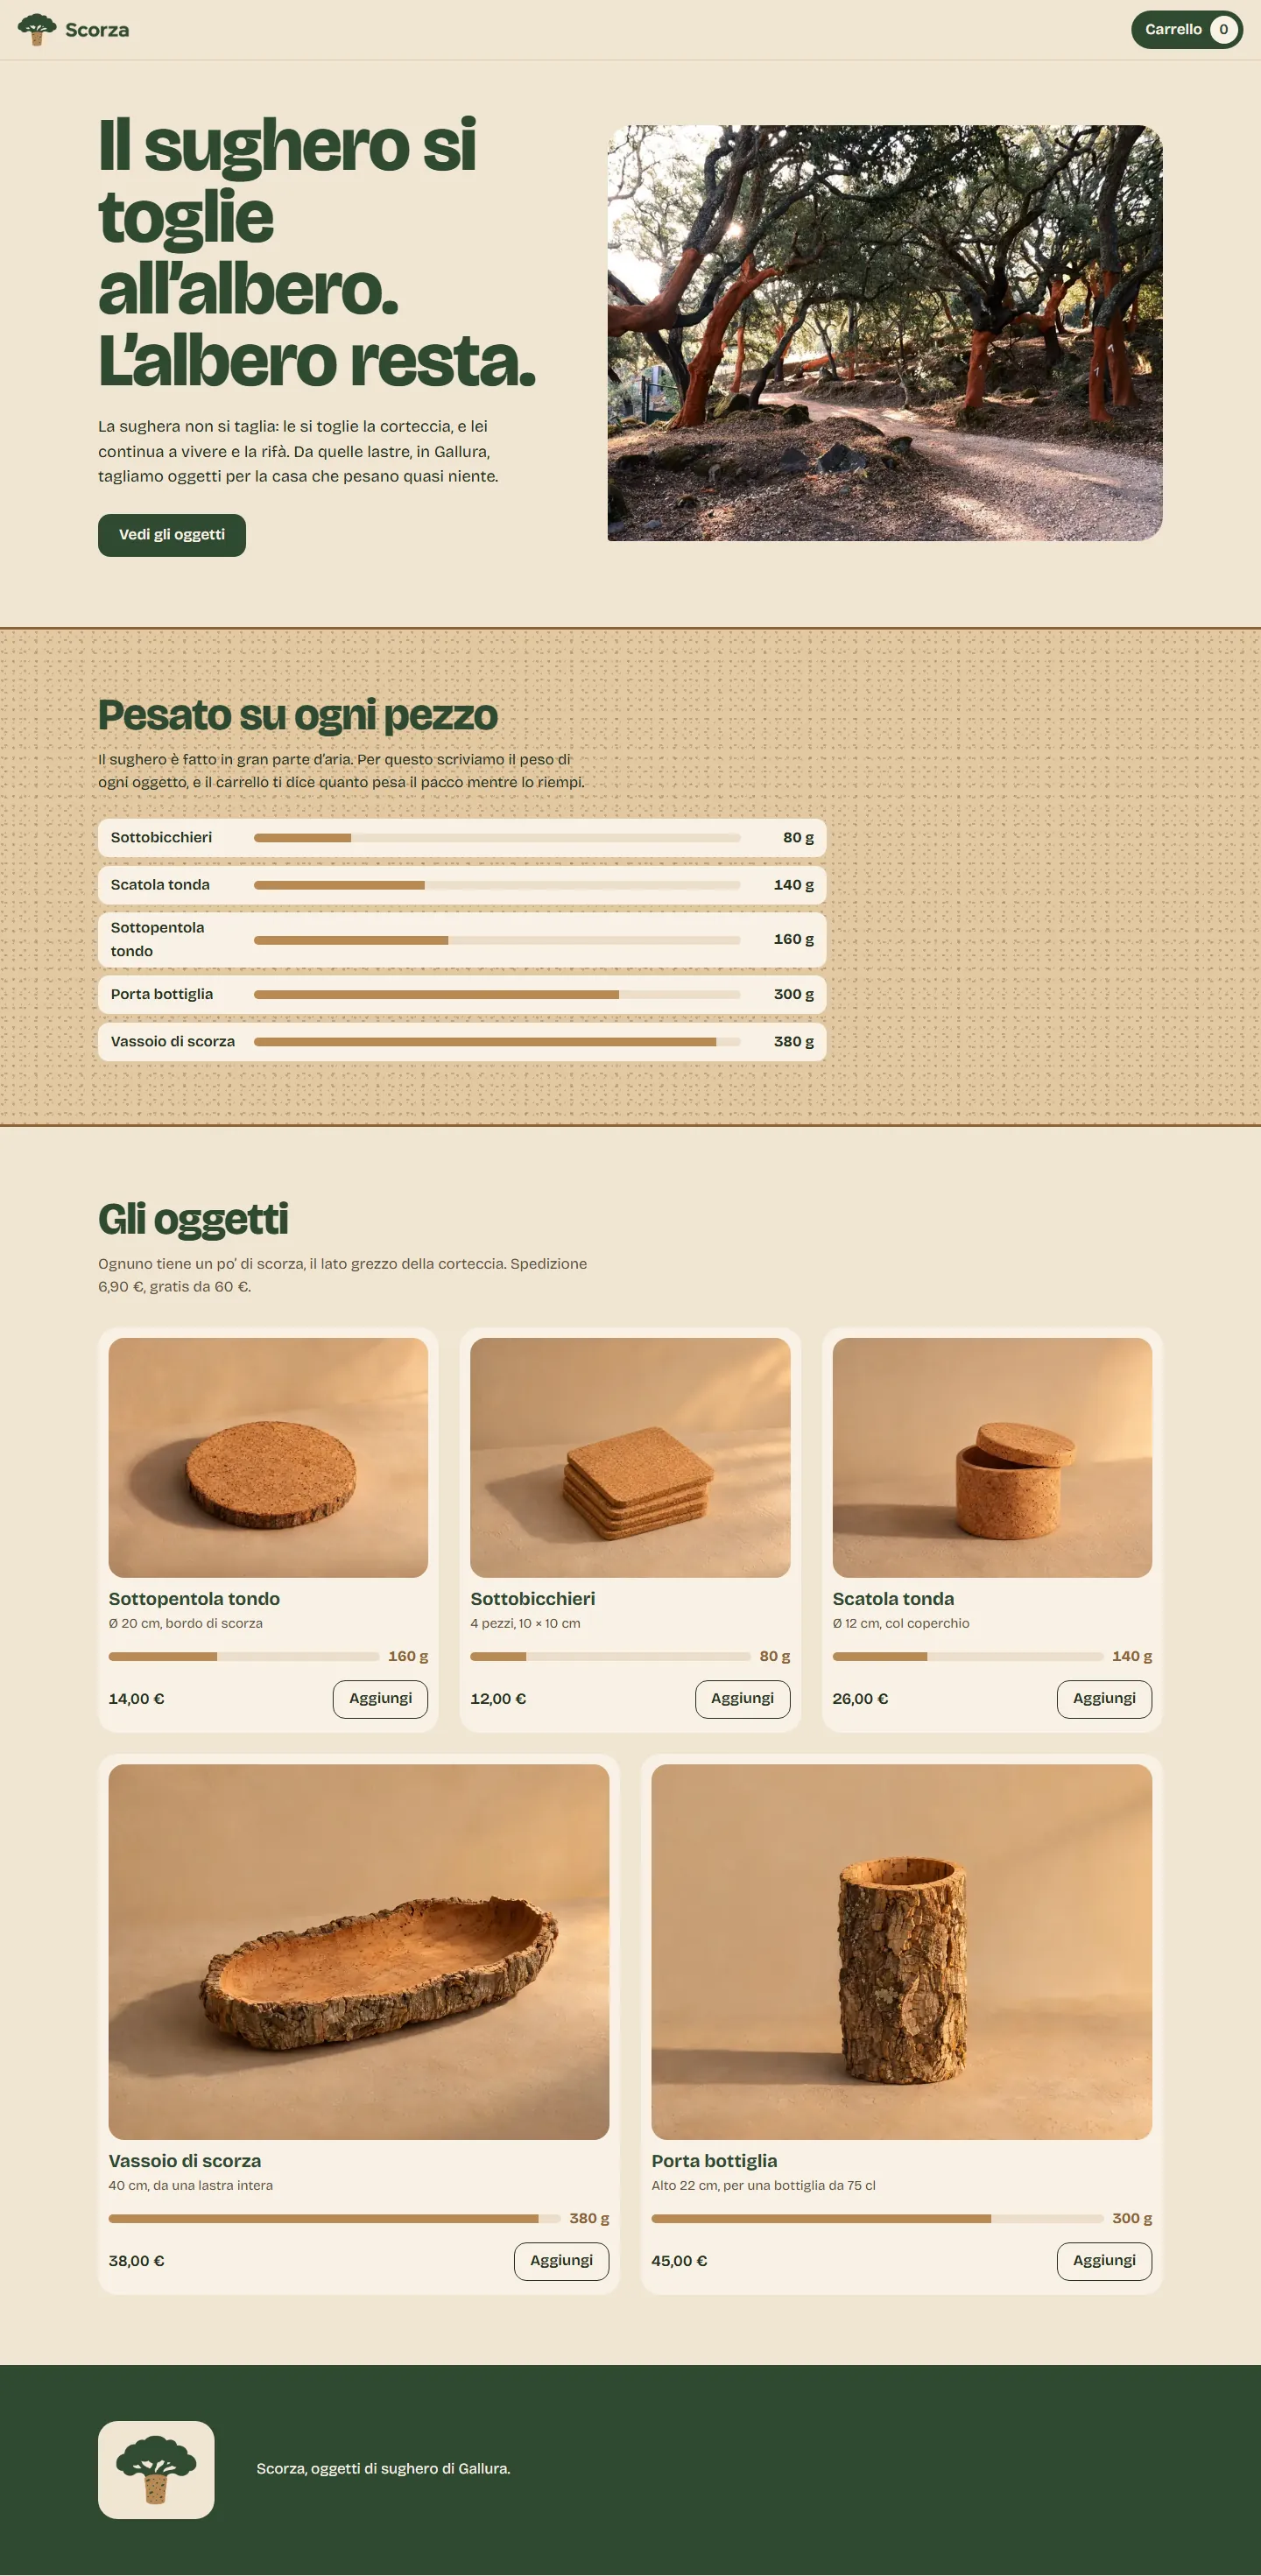 Scorza
Carrello 0
Il sughero si
toglie
all’albero.
L’albero resta.
La sughera non si taglia: le si toglie la corteccia, e lei
continua a vivere e la rifà. Da quelle lastre, in Gallura,
tagliamo oggetti per la casa che pesano quasi niente.
Vedi gli oggetti
Pesato su ogni pezzo
Il sughero è fatto in gran parte d’aria. Per questo scriviamo il peso di
ogni oggetto, e il carrello ti dice quanto pesa il pacco mentre lo riempi.
Sottobicchieri 80 g
Scatola tonda 140 g
Sottopentola
tondo 160 g
Porta bottiglia 300 g
Vassoio di scorza 380 g
Gli oggetti
Ognuno tiene un po’ di scorza, il lato grezzo della corteccia. Spedizione
6,90 €, gratis da 60 €.
Sottopentola tondo
Ø 20 cm, bordo di scorza
160 g
14,00 € Aggiungi
Sottobicchieri
4 pezzi, 10 × 10 cm
80 g
12,00 € Aggiungi
Scatola tonda
Ø 12 cm, col coperchio
140 g
26,00 € Aggiungi
Vassoio di scorza
40 cm, da una lastra intera
380 g
38,00 € Aggiungi
Porta bottiglia
Alto 22 cm, per una bottiglia da 75 cl
300 g
45,00 € Aggiungi
Scorza, oggetti di sughero di Gallura.